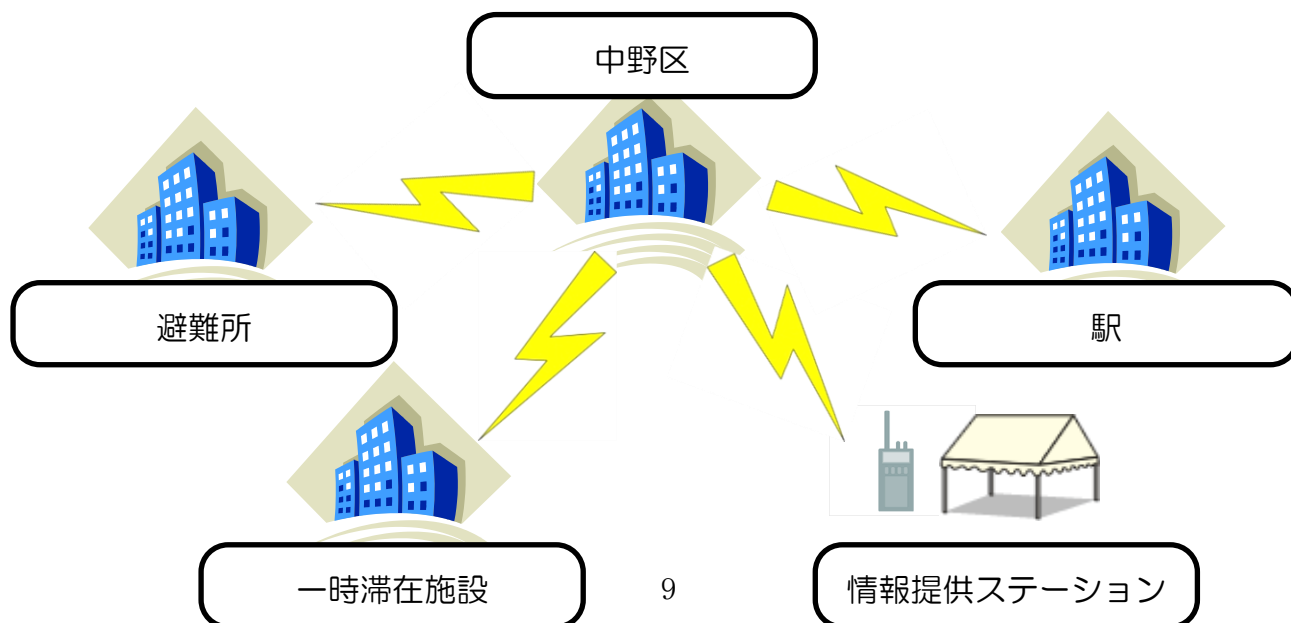 中野区
避難所
駅
一時滞在施設
9
情報提供ステーション